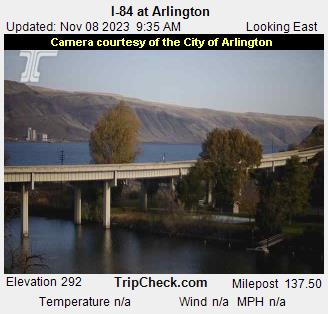 I-84 at Arlington
Updated: Nov 08 2023 9:35 AM Looking East
Camera courtesy of the City of Arlington
Elevation 292 TripCheck.com Milepost 137.50
Temperature n/a Wind n/a MPH n/a